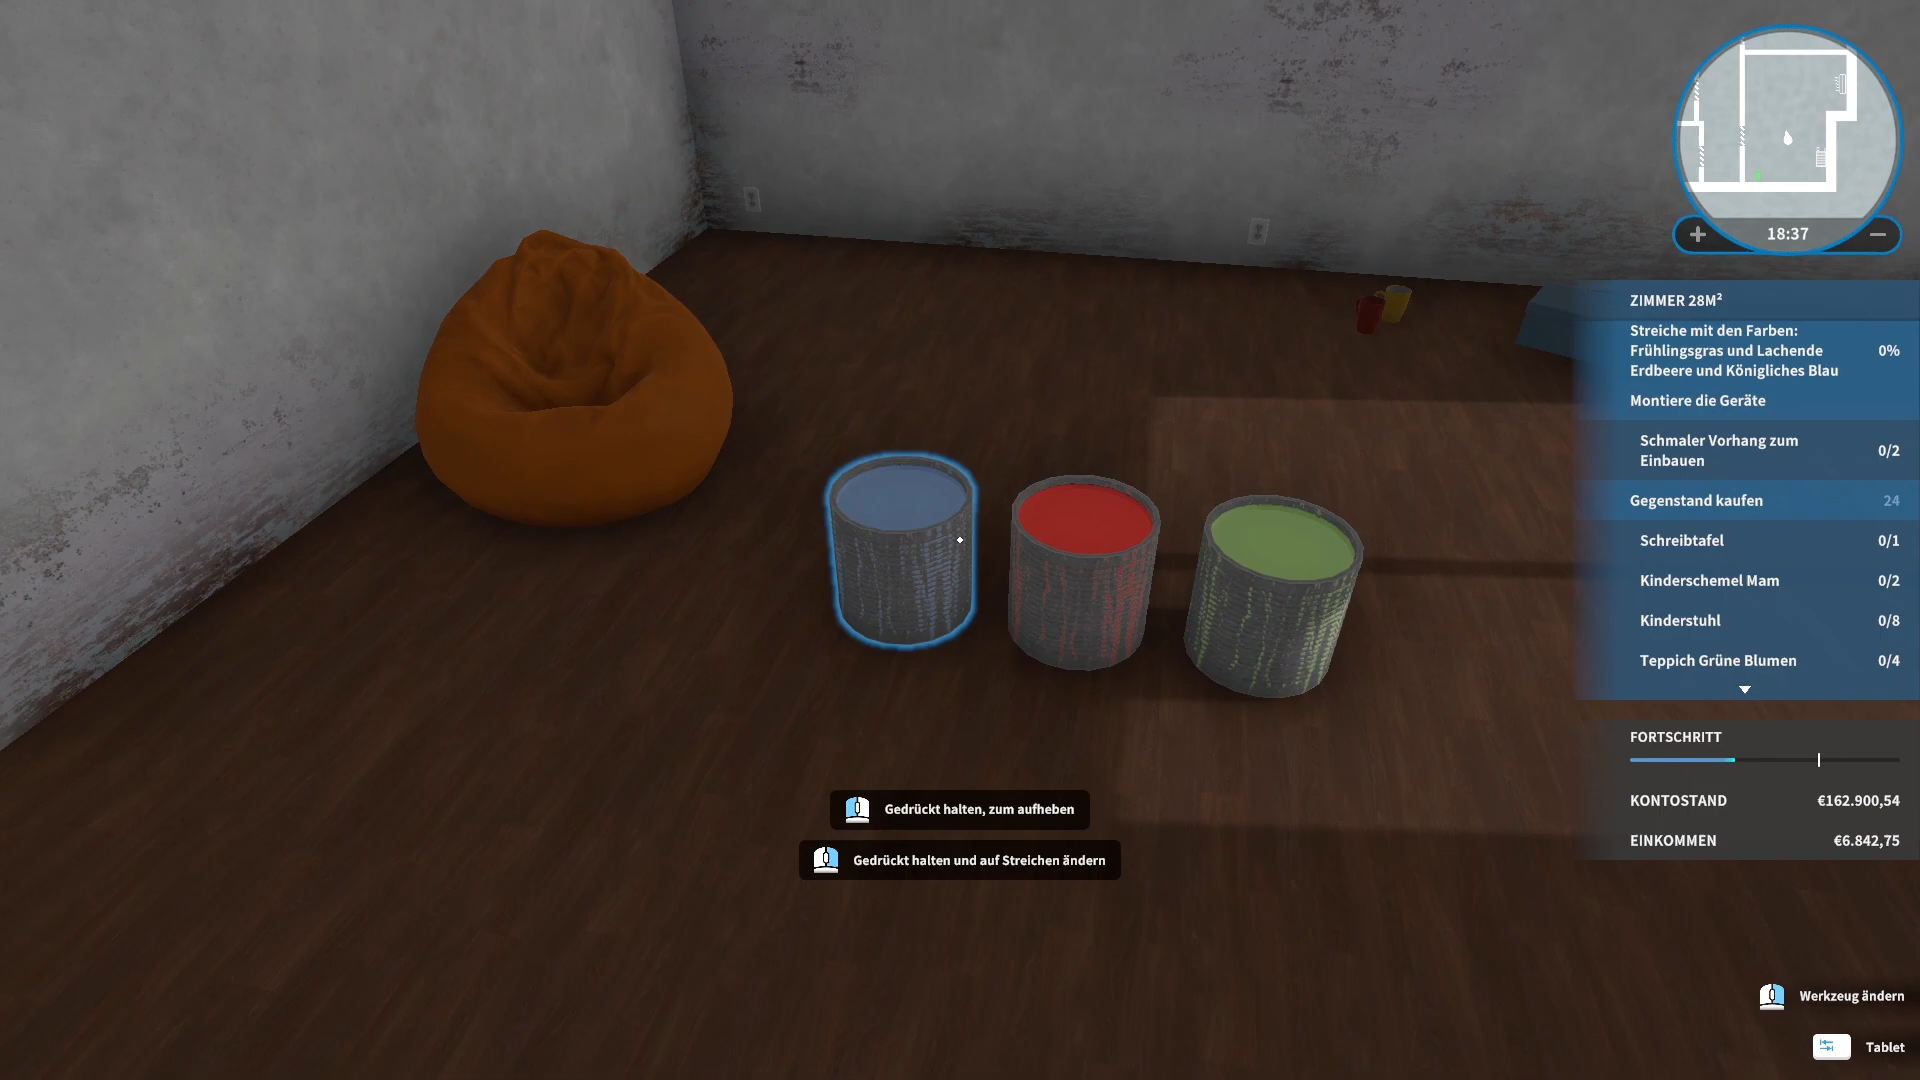 18:37
ZIMMER 28M²
Streiche mit den Farben:
Frühlingsgras und Lachende
Erdbeere und Königliches Blau
0%
Montiere die Geräte
Schmaler Vorhang zum
Einbauen
0/2
Gegenstand kaufen 24
Schreibtafel 0/1
Kinderschemel Mam 0/2
Kinderstuhl 0/8
Teppich Grüne Blumen 0/4
FORTSCHRITT
KONTOSTAND €162.900,54
EINKOMMEN €6.842,75
Gedrückt halten, zum aufheben
Gedrückt halten und auf Streichen ändern
Werkzeug ändern
Tablet